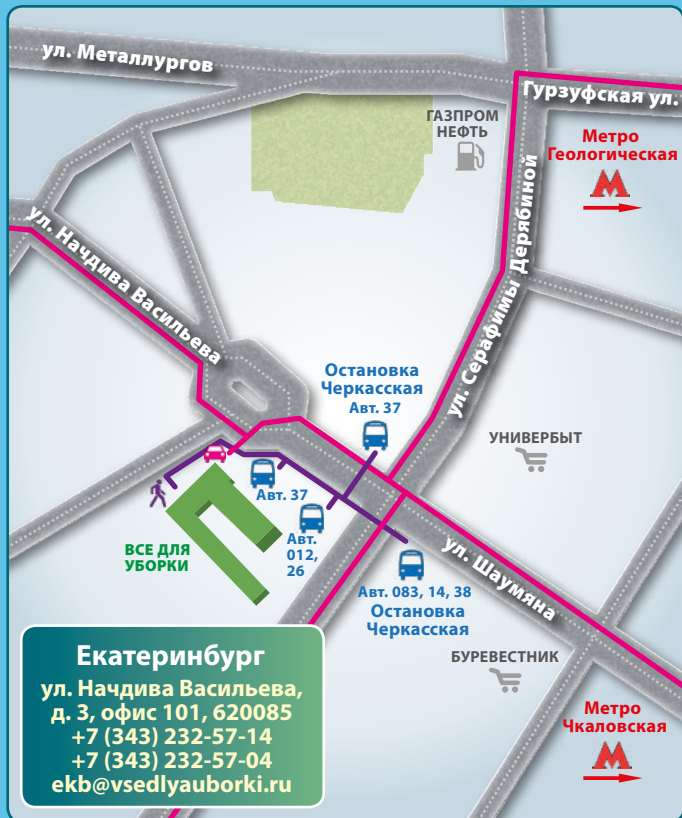 ул. Металлургов
Гурзуфская ул.
ГАЗПРОМ
НЕФТЬ
Метро
Геологическая
М
ул. Начдива Васильева
ул. Серафимы Дерябиной
Остановка
Черкасская
Авт. 37
УНИВЕРБЫТ
Авт. 37
Авт.
012,
26
ВСЕ ДЛЯ
УБОРКИ
ул. Шаумяна
Авт. 083, 14, 38
Остановка
Черкасская
БУРЕВЕСТНИК
Метро
Чкаловская
М
Екатеринбург
ул. Начдива Васильева,
д. 3, офис 101, 620085
+7 (343) 232-57-14
+7 (343) 232-57-04
ekb@vsedlyauborki.ru